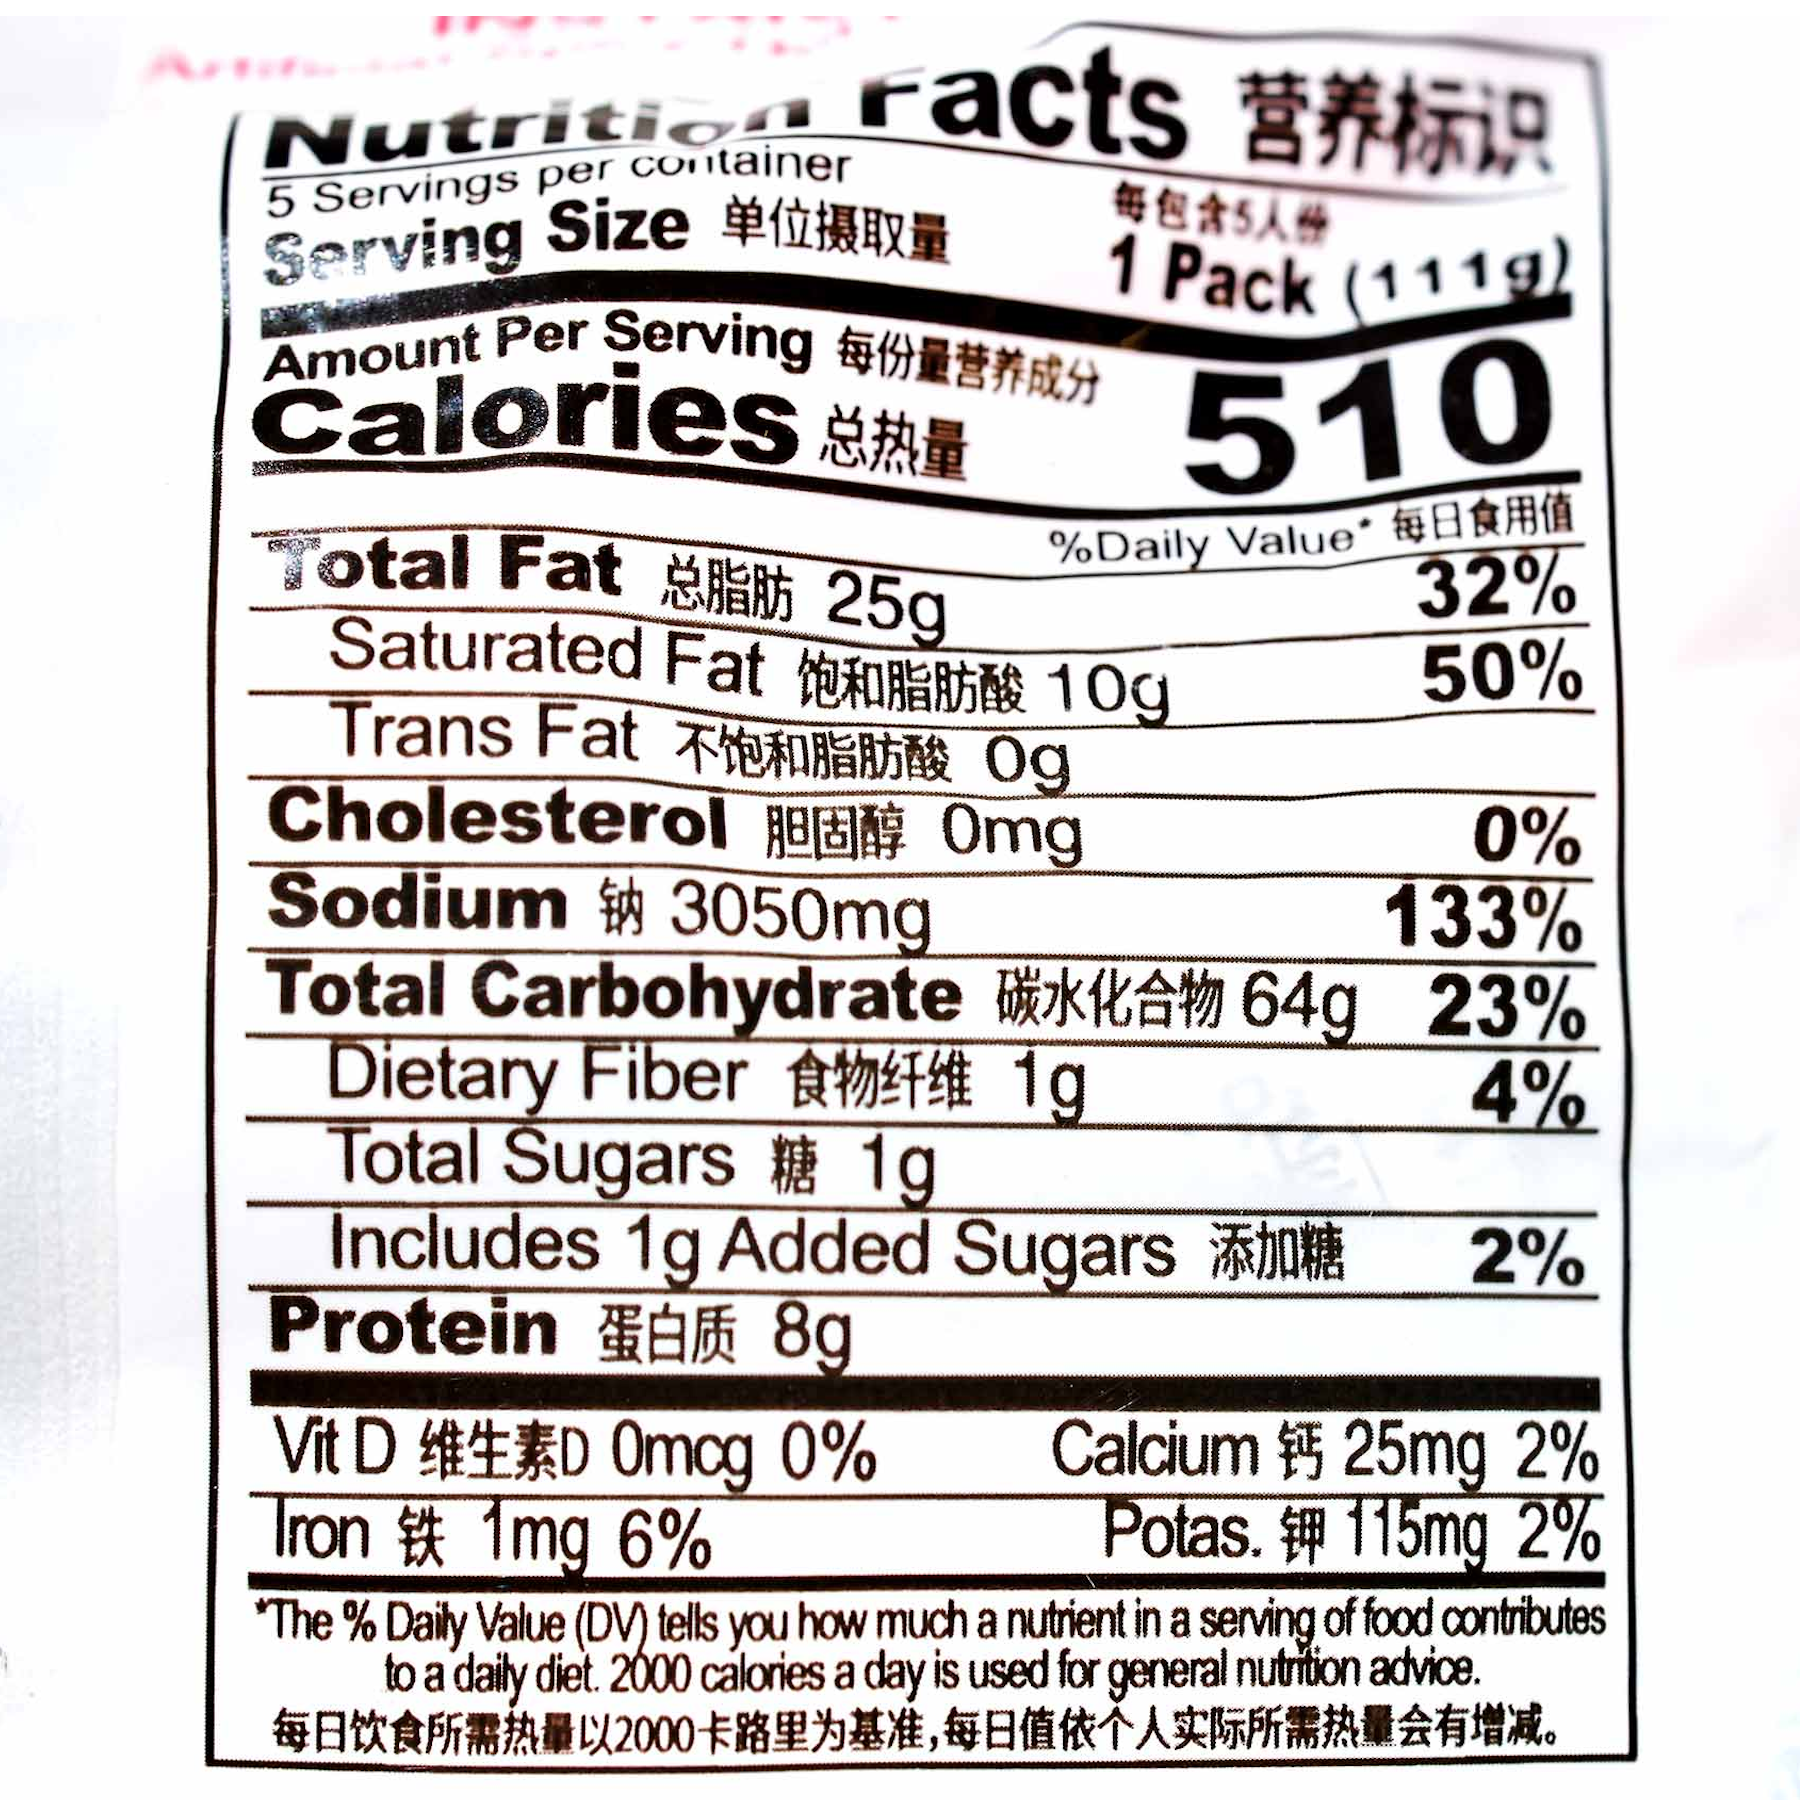 Nutrition Facts 营养标识
5 Servings per container 每包含5人份
Serving Size 单位摄取量 1 Pack (111g)
Amount Per Serving 每份量营养成分
Calories 总热量 510
%Daily Value* 每日食用值
Total Fat 总脂肪 25g 32%
Saturated Fat 饱和脂肪酸 10g 50%
Trans Fat 不饱和脂肪酸 0g
Cholesterol 胆固醇 0mg 0%
Sodium 钠 3050mg 133%
Total Carbohydrate 碳水化合物 64g 23%
Dietary Fiber 食物纤维 1g 4%
Total Sugars 糖 1g
Includes 1g Added Sugars 添加糖 2%
Protein 蛋白质 8g
Vit D 维生素D 0mcg 0% Calcium 钙 25mg 2%
Iron 铁 1mg 6% Potas. 钾 115mg 2%
*The % Daily Value (DV) tells you how much a nutrient in a serving of food contributes
to a daily diet. 2000 calories a day is used for general nutrition advice.
每日饮食所需热量以2000卡路里为基准,每日值依个人实际所需热量会有增减。